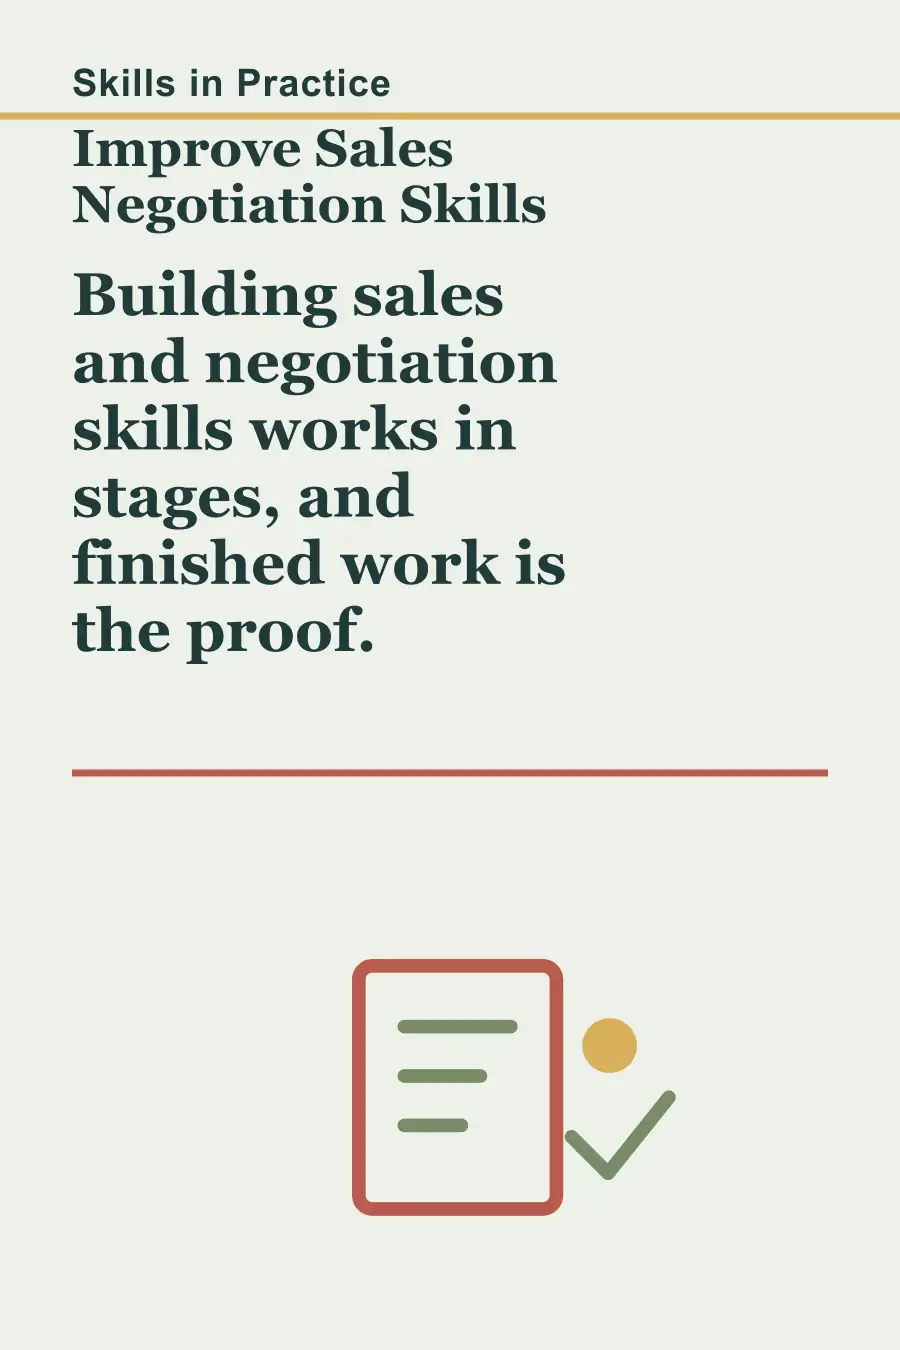 Skills in Practice
Improve Sales
Negotiation Skills
Building sales
and negotiation
skills works in
stages, and
finished work is
the proof.